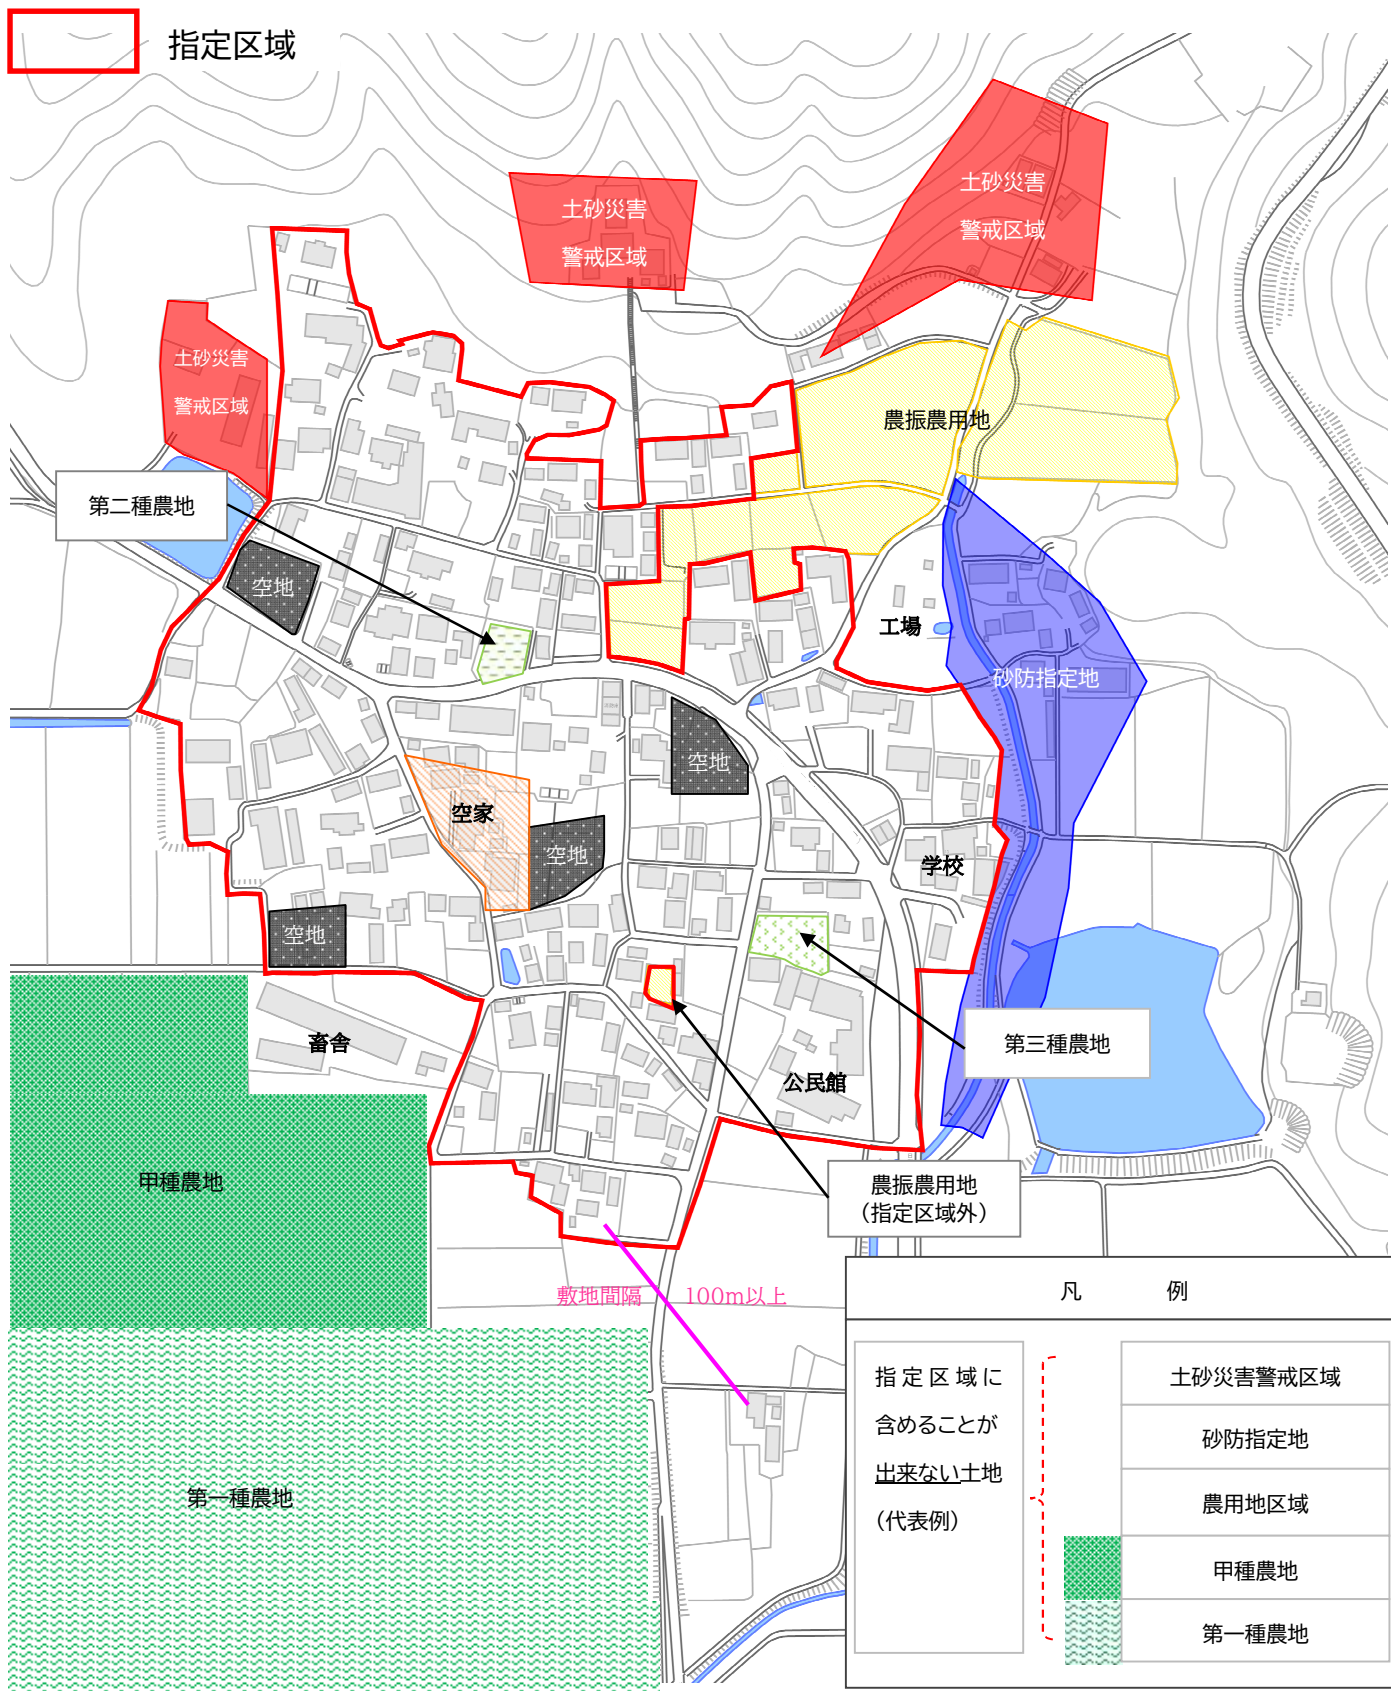 指定区域
土砂災害
警戒区域
土砂災害
警戒区域
土砂災害
警戒区域
農振農用地
第二種農地
空地
工場
砂防指定地
空地
空家
空地
学校
空地
第三種農地
畜舎
公民館
甲種農地
農振農用地
（指定区域外）
敷地間隔 100m以上
第一種農地
凡 例
指定区域に
含めることが
出来ない土地
（代表例）
土砂災害警戒区域
砂防指定地
農用地区域
甲種農地
第一種農地